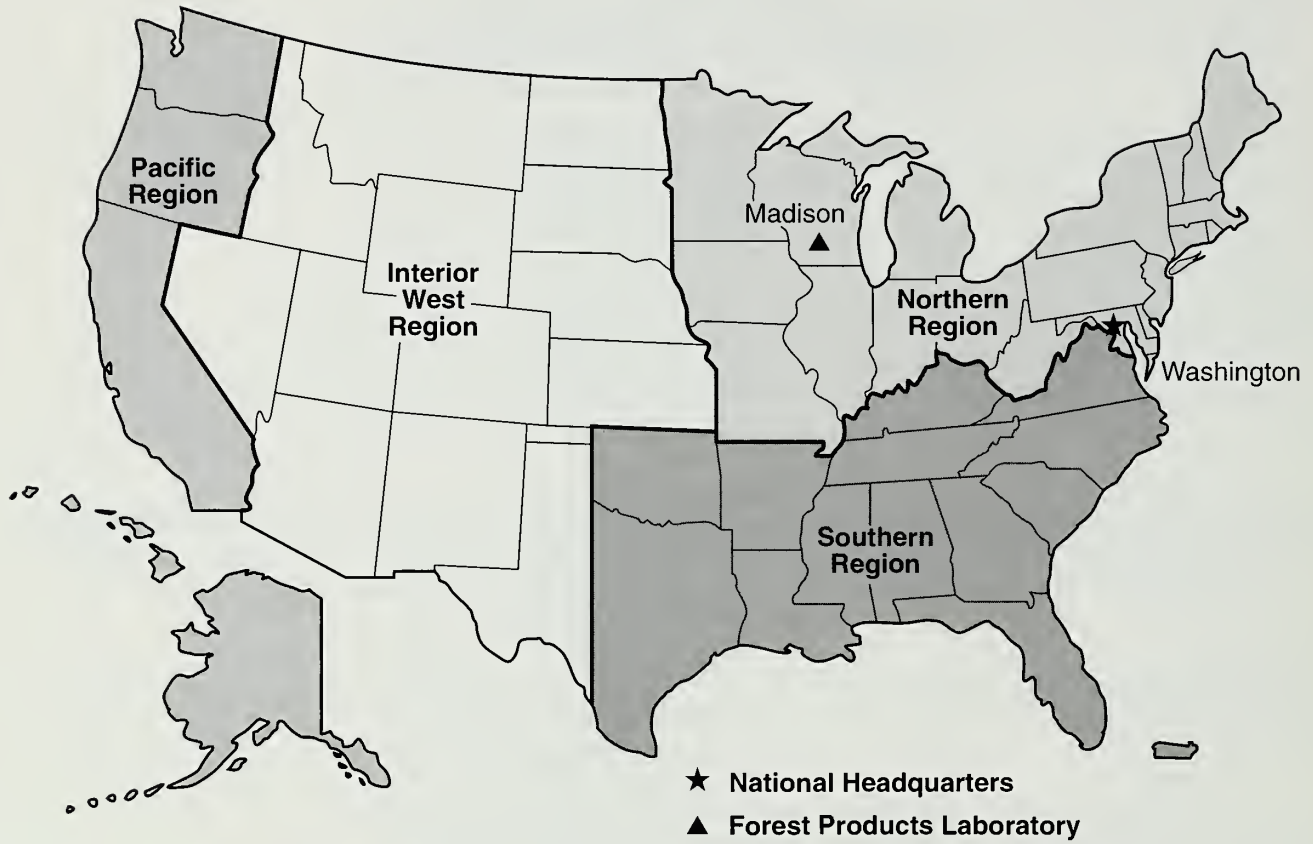 Pacific
Region
Interior
West
Region
Madison
Northern
Region
Washington
Southern
Region
★ National Headquarters
▲ Forest Products Laboratory